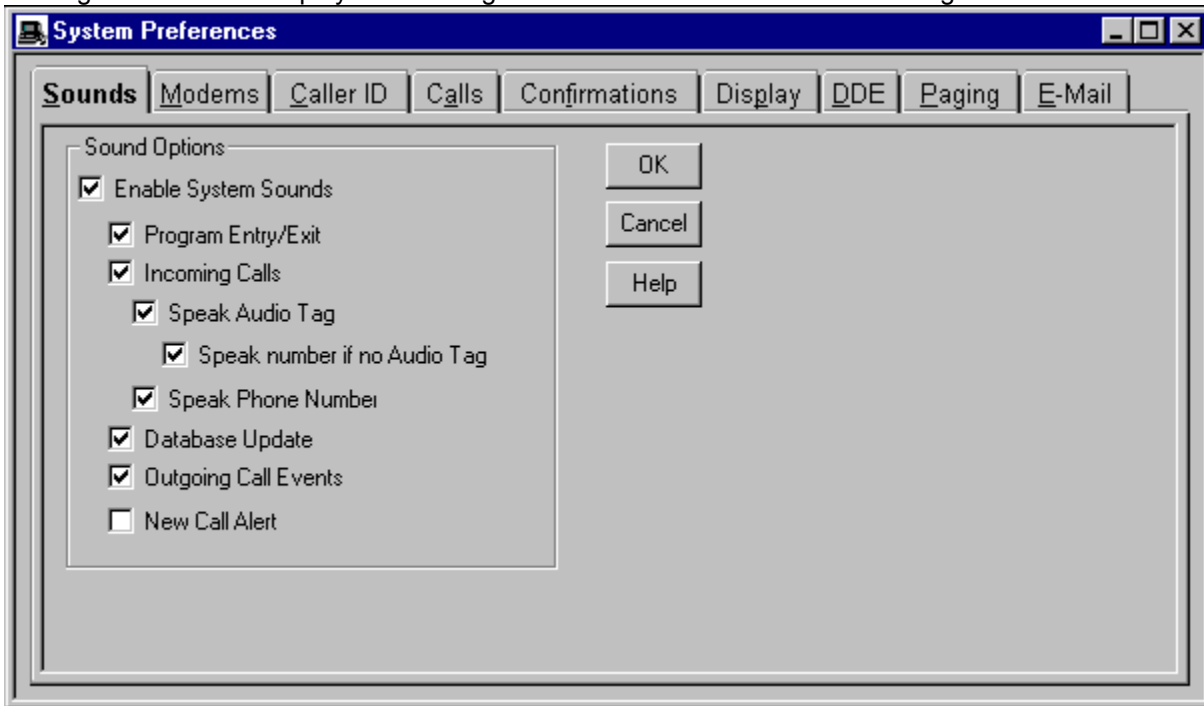 System Preferences
Sounds Modems Caller ID Calls Confirmations Display DDE Paging E-Mail
Sound Options
Enable System Sounds
Program Entry/Exit
Incoming Calls
Speak Audio Tag
Speak number if no Audio Tag
Speak Phone Number
Database Update
Outgoing Call Events
New Call Alert
OK
Cancel
Help